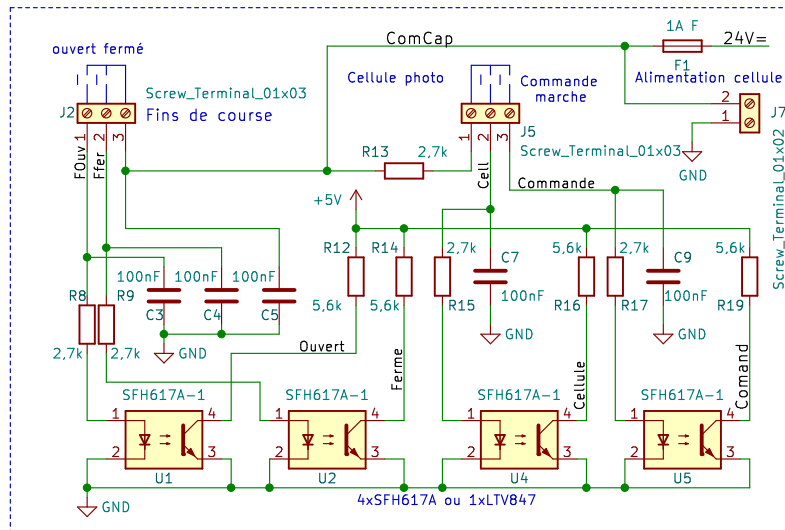 1A F
ComCap
24V=
F1
ouvert fermé
Cellule photo
Commande
marche
Alimentation cellule
Screw_Terminal_01x03
J2
Fins de course
1
2
3
J5
1
2
3
Screw_Terminal_01x03
2
1
J7
Screw_Terminal_01x02
GND
FOuv
Ffer
R13
2,7k
Cell
Commande
+5V
R12
R14
2,7k
C7
5,6k
2,7k
C9
5,6k
100nF
100nF
100nF
R8
R9
C3
C4
C5
5,6k
5,6k
R15
100nF
R16
R17
100nF
R19
GND
GND
GND
2,7k
2,7k
Ouvert
Ferme
Cellule
Comand
SFH617A-1
SFH617A-1
SFH617A-1
SFH617A-1
1
4
1
4
1
4
1
4
2
3
2
3
2
3
2
3
U1
U2
U4
U5
GND
4xSFH617A ou 1xLTV847